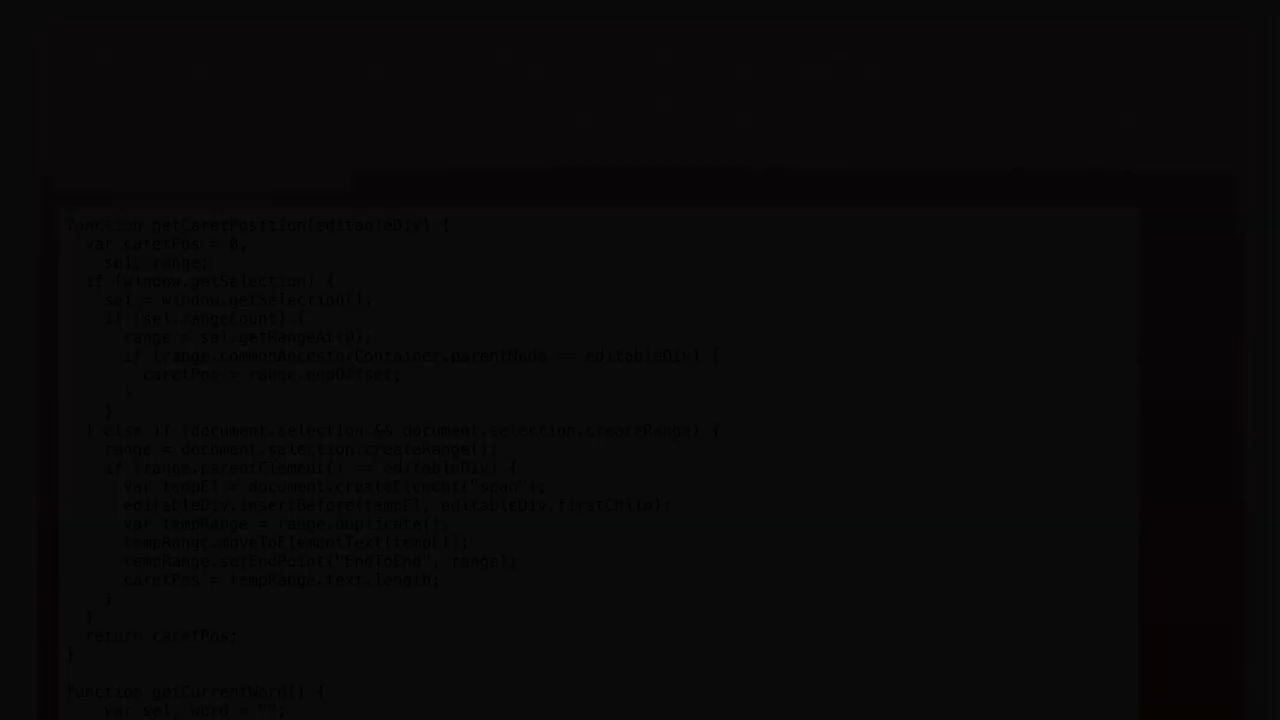 function getCaretPosition(editableDiv) {
  var caretPos = 0,
    sel, range;
  if (window.getSelection) {
    sel = window.getSelection();
    if (sel.rangeCount) {
      range = sel.getRangeAt(0);
      if (range.commonAncestorContainer.parentNode == editableDiv) {
        caretPos = range.endOffset;
      }
    }
  } else if (document.selection && document.selection.createRange) {
    range = document.selection.createRange();
    if (range.parentElement() == editableDiv) {
      var tempEl = document.createElement("span");
      editableDiv.insertBefore(tempEl, editableDiv.firstChild);
      var tempRange = range.duplicate();
      tempRange.moveToElementText(tempEl);
      tempRange.setEndPoint("EndToEnd", range);
      caretPos = tempRange.text.length;
    }
  }
  return caretPos;
}
function getCurrentWord() {
    var sel, word = "";